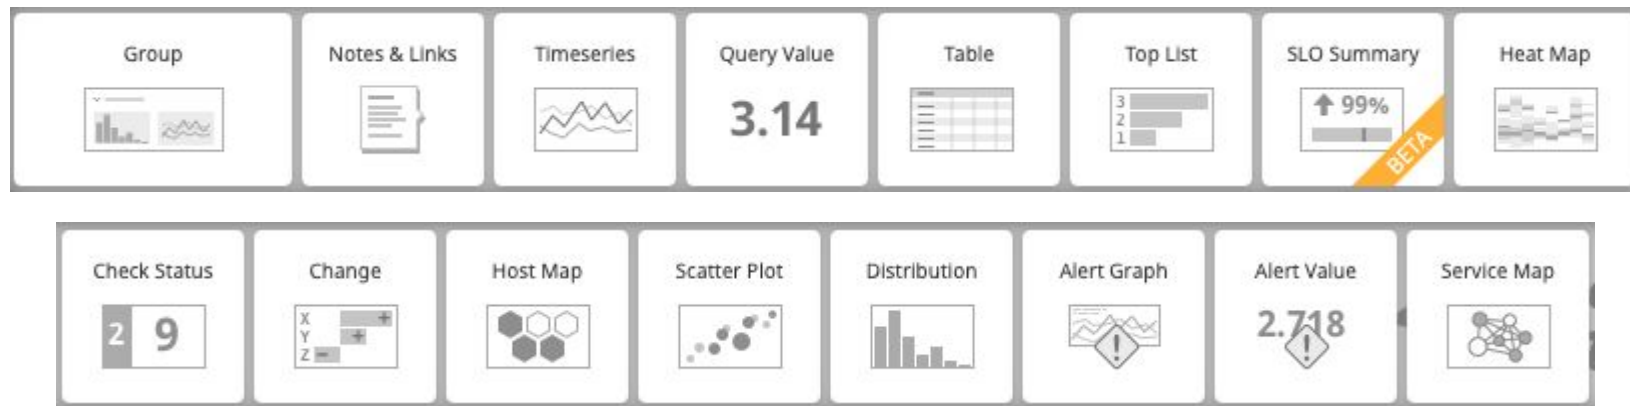 Group Notes & Links Timeseries Query Value Table Top List SLO Summary Heat Map
3.14
3
2
1
99%
BETA
Check Status Change Host Map Scatter Plot Distribution Alert Graph Alert Value Service Map
2 9
X
Y
Z
2.718
!
!